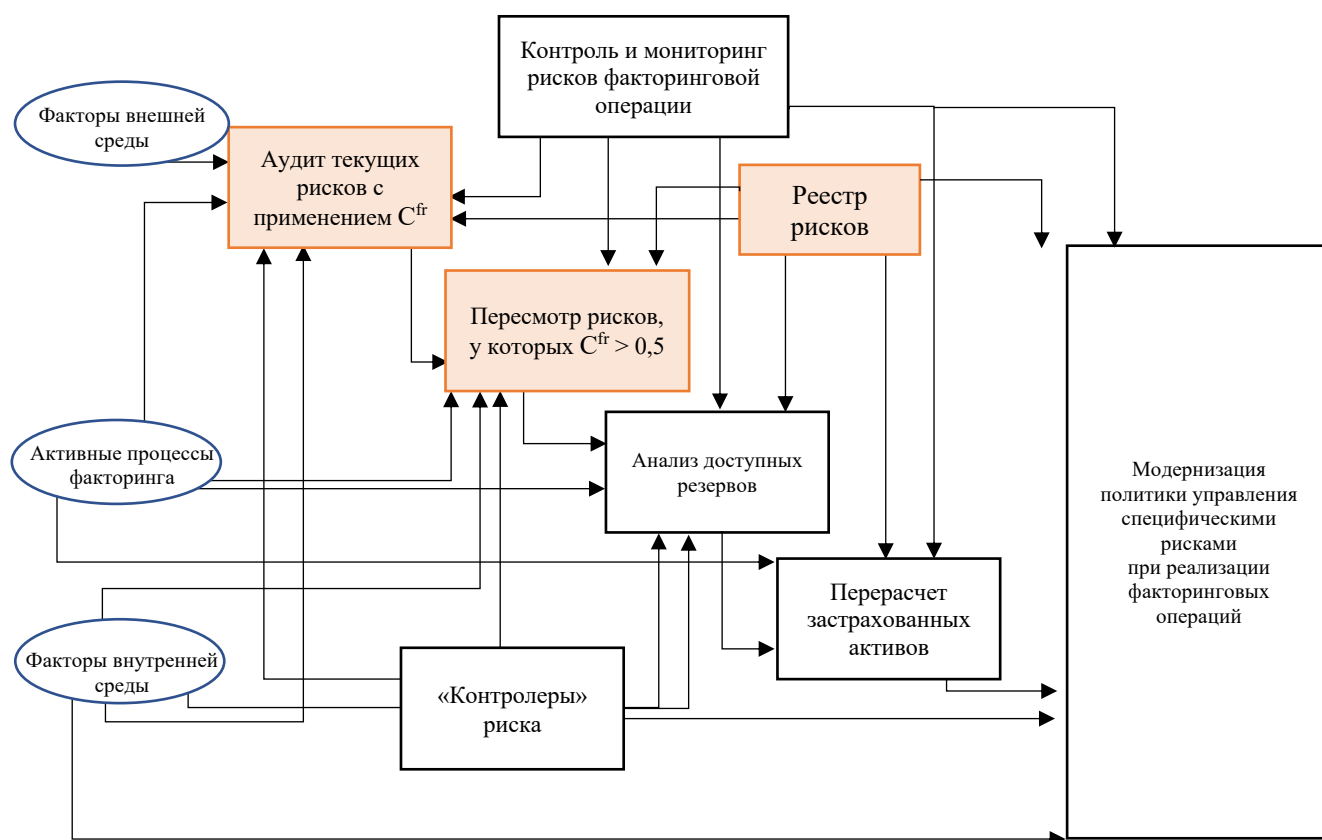 Контроль и мониторинг
рисков факторинговой
операции
Факторы внешней
среды
Аудит текущих
рисков с
применением C^fr
Реестр
рисков
Пересмотр рисков,
у которых C^fr > 0,5
Активные процессы
факторинга
Анализ доступных
резервов
Модернизация
политики управления
специфическими
рисками
при реализации
факторинговых
операций
Перерасчет
застрахованных
активов
Факторы внутренней
среды
«Контролеры»
риска